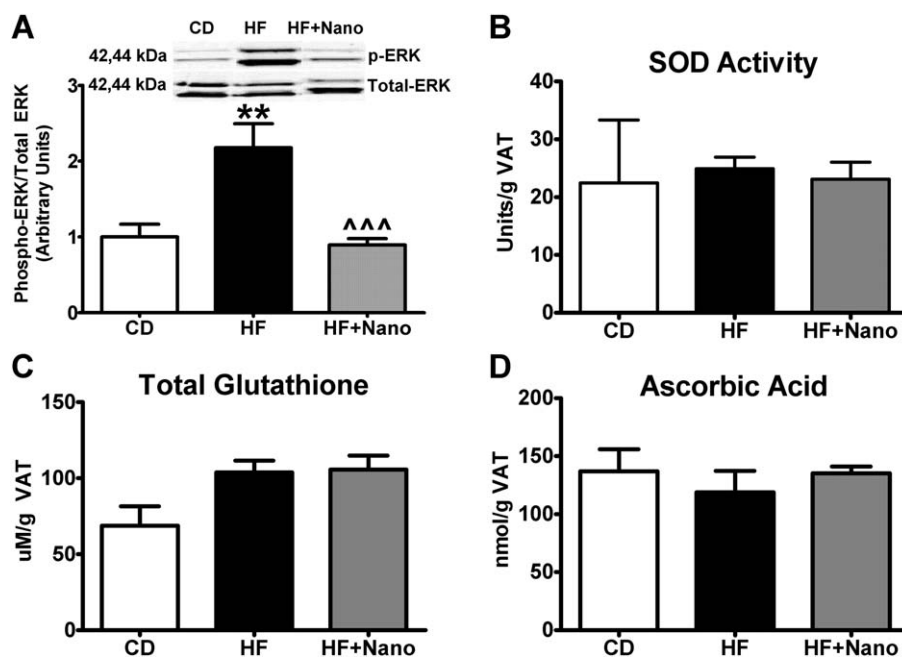 A
CD HF HF+Nano
42,44 kDa p-ERK
42,44 kDa Total-ERK
Phospho-ERK/Total ERK
(Arbitrary Units)
3
2
1
0
**
^^^
CD HF HF+Nano
B
SOD Activity
Units/g VAT
40
30
20
10
0
CD HF HF+Nano
C
Total Glutathione
uM/g VAT
150
100
50
0
CD HF HF+Nano
D
Ascorbic Acid
nmol/g VAT
200
150
100
50
0
CD HF HF+Nano